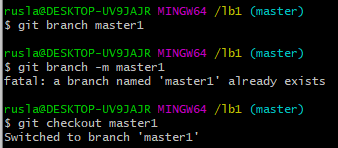 rusla@DESKTOP-UV9JAJR MINGW64 /lb1 (master)
$ git branch master1
rusla@DESKTOP-UV9JAJR MINGW64 /lb1 (master)
$ git branch -m master1
fatal: a branch named 'master1' already exists
rusla@DESKTOP-UV9JAJR MINGW64 /lb1 (master)
$ git checkout master1
Switched to branch 'master1'